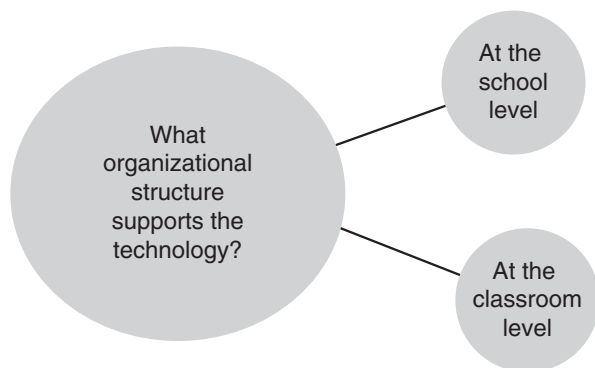 What
organizational
structure
supports the
technology?
At the
school
level
At the
classroom
level